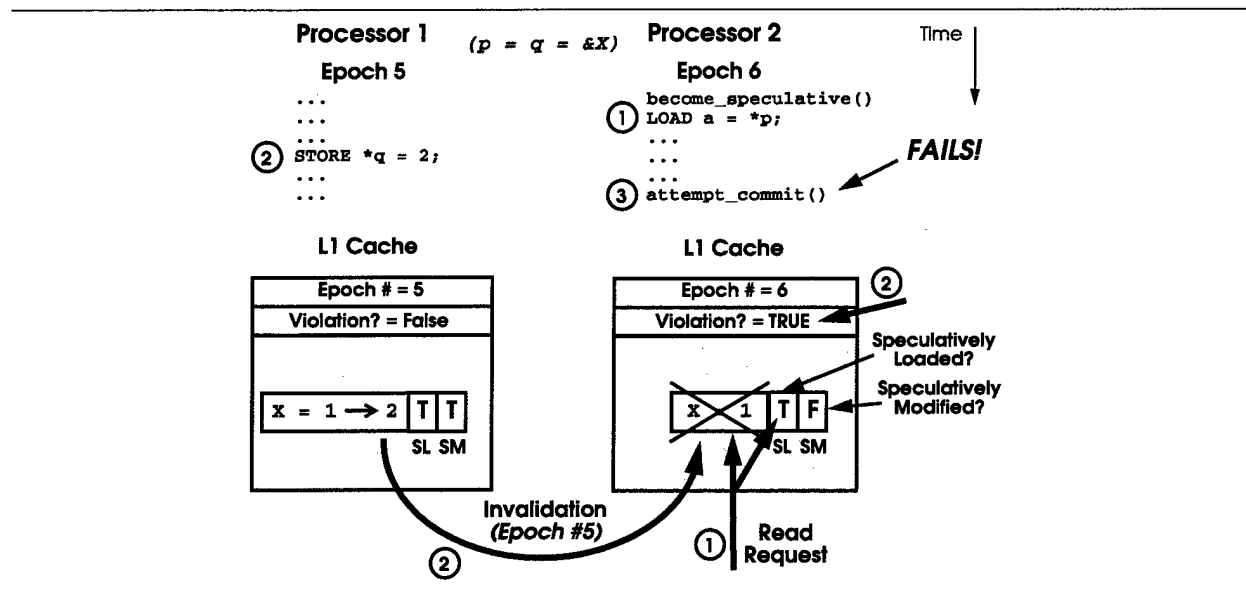 Processor 1
(p = q = &X)
Processor 2
Time
Epoch 5
Epoch 6
...
...
...
② STORE *q = 2;
...
...
become_speculative()
① LOAD a = *p;
...
...
...
③ attempt_commit()
FAILS!
L1 Cache
Epoch # = 5
Violation? = False
X = 1 → 2 T T
SL SM
L1 Cache
Epoch # = 6
②
Violation? = TRUE
Speculatively
Loaded?
Speculatively
Modified?
X 1 T F
SL SM
Invalidation
(Epoch #5)
②
① Read
Request